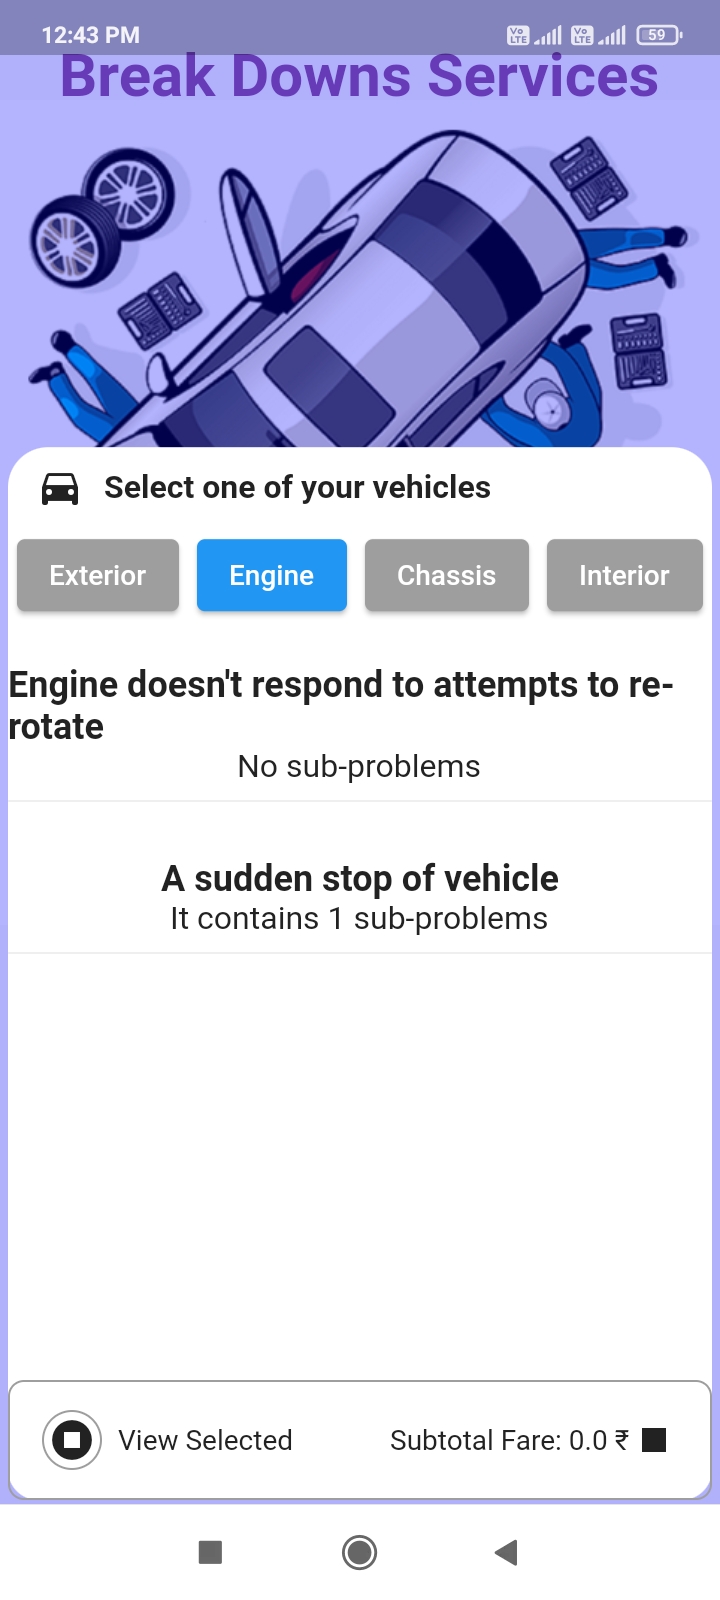 12:43 PM
Vo LTE Vo LTE 59
Break Downs Services
Select one of your vehicles
Exterior Engine Chassis Interior
Engine doesn't respond to attempts to re-
rotate
No sub-problems
A sudden stop of vehicle
It contains 1 sub-problems
View Selected Subtotal Fare: 0.0 ₹